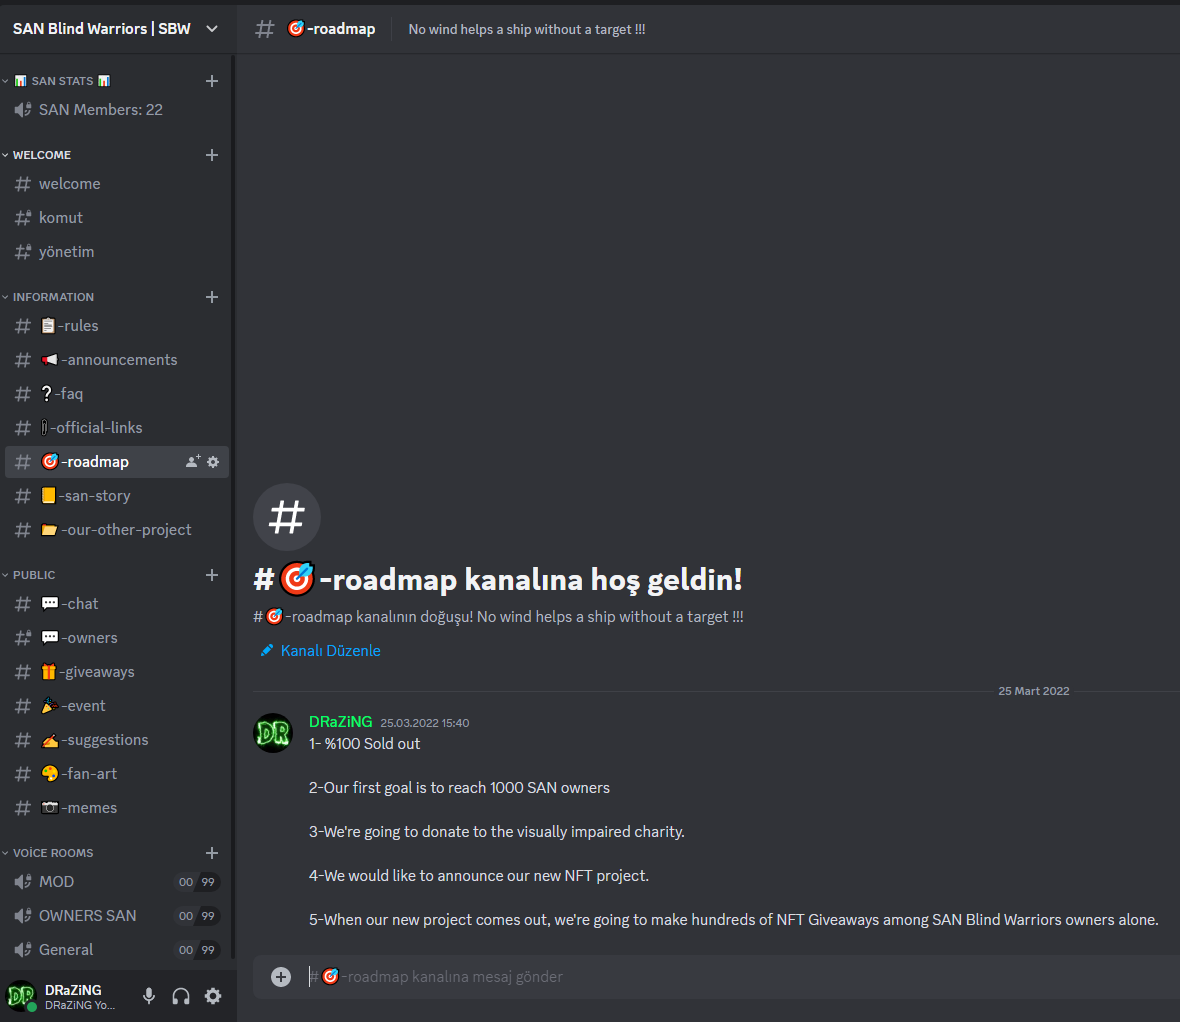 SAN Blind Warriors | SBW
SAN STATS
SAN Members: 22
WELCOME
welcome
komut
yönetim
INFORMATION
-rules
-announcements
?-faq
-official-links
-roadmap
-san-story
-our-other-project
PUBLIC
-chat
-owners
-giveaways
-event
-suggestions
-fan-art
-memes
VOİCE ROOMS
MOD 00 99
OWNERS SAN 00 99
General 00 99
DRaZiNG
DRaZiNG Yo...
# -roadmap No wind helps a ship without a target !!!
# -roadmap kanalına hoş geldin!
# -roadmap kanalının doğuşu! No wind helps a ship without a target !!!
Kanalı Düzenle
25 Mart 2022
DR
DRaZiNG 25.03.2022 15:40
1- %100 Sold out
2-Our first goal is to reach 1000 SAN owners
3-We're going to donate to the visually impaired charity.
4-We would like to announce our new NFT project.
5-When our new project comes out, we're going to make hundreds of NFT Giveaways among SAN Blind Warriors owners alone.
# -roadmap kanalına mesaj gönder